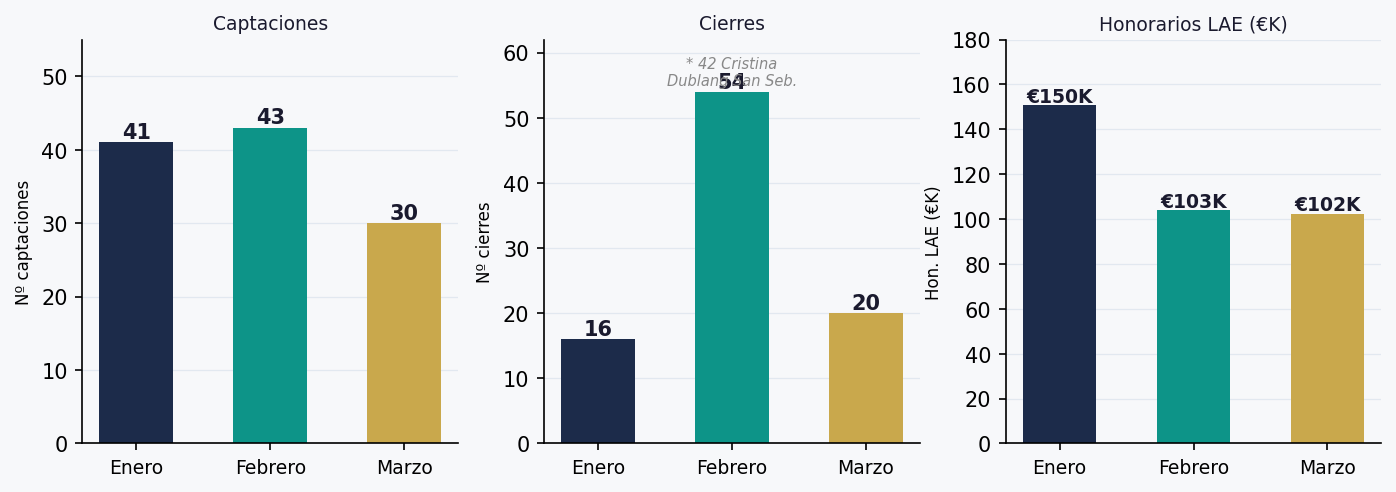 Captaciones
Nº captaciones
50
40
30
20
10
0
41
43
30
Enero
Febrero
Marzo
Cierres
Nº cierres
60
50
40
30
20
10
0
* 42 Cristina
Dublang San Seb.
54
16
20
Enero
Febrero
Marzo
Honorarios LAE (€K)
Hon. LAE (€K)
180
160
140
120
100
80
60
40
20
0
€150K
€103K
€102K
Enero
Febrero
Marzo